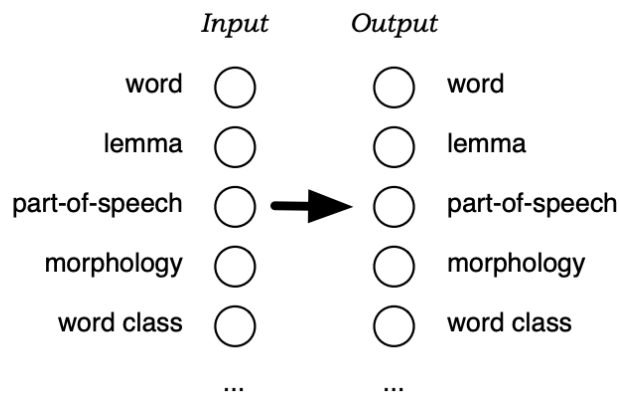 Input Output
word word
lemma lemma
part-of-speech part-of-speech
morphology morphology
word class word class
... ...